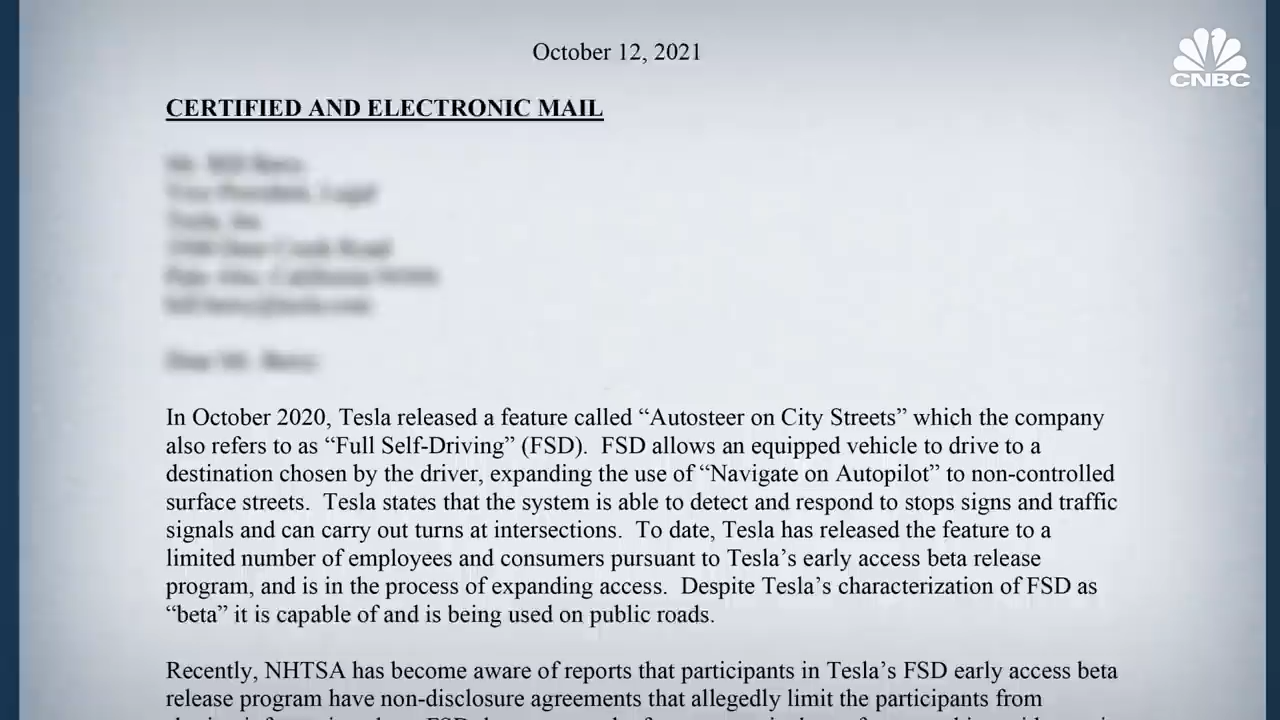 October 12, 2021
CNBC
CERTIFIED AND ELECTRONIC MAIL
In October 2020, Tesla released a feature called “Autosteer on City Streets” which the company
also refers to as “Full Self-Driving” (FSD).  FSD allows an equipped vehicle to drive to a
destination chosen by the driver, expanding the use of “Navigate on Autopilot” to non-controlled
surface streets.  Tesla states that the system is able to detect and respond to stops signs and traffic
signals and can carry out turns at intersections.  To date, Tesla has released the feature to a
limited number of employees and consumers pursuant to Tesla’s early access beta release
program, and is in the process of expanding access.  Despite Tesla’s characterization of FSD as
“beta” it is capable of and is being used on public roads.
Recently, NHTSA has become aware of reports that participants in Tesla’s FSD early access beta
release program have non-disclosure agreements that allegedly limit the participants from